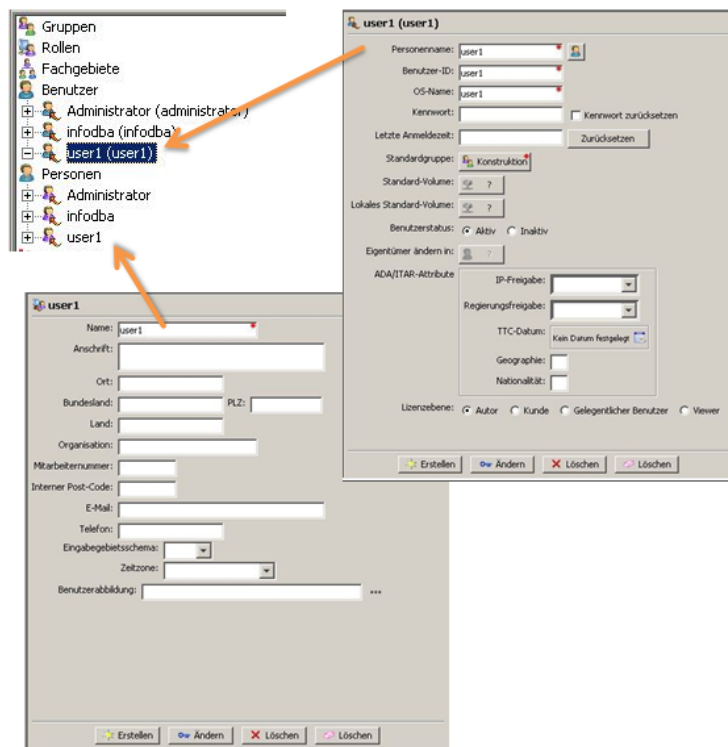 Gruppen
Rollen
Fachgebiete
Benutzer
Administrator (administrator)
infodba (infodba)
user1 (user1)
Personen
Administrator
infodba
user1
user1 (user1)
Personenname: user1
Benutzer-ID: user1
OS-Name: user1
Kennwort: Kennwort zurücksetzen
Letzte Anmeldezeit: Zurücksetzen
Standardgruppe: Konstruktion
Standard-Volume: ?
Lokales Standard-Volume: ?
Benutzerstatus: Aktiv Inaktiv
Eigentümer ändern in: ?
ADA/ITAR-Attribute
IP-Freigabe:
Regierungsfreigabe:
TTC-Datum: Kein Datum festgelegt
Geographie:
Nationalität:
Lizenzebene: Autor Kunde Gelegentlicher Benutzer Viewer
Erstellen Ändern Löschen Löschen
user1
Name: user1
Anschrift:
Ort:
Bundesland: PLZ:
Land:
Organisation:
Mitarbeiternummer:
Interner Post-Code:
E-Mail:
Telefon:
Eingabegebietsschema:
Zeitzone:
Benutzerabbildung: ...
Erstellen Ändern Löschen Löschen